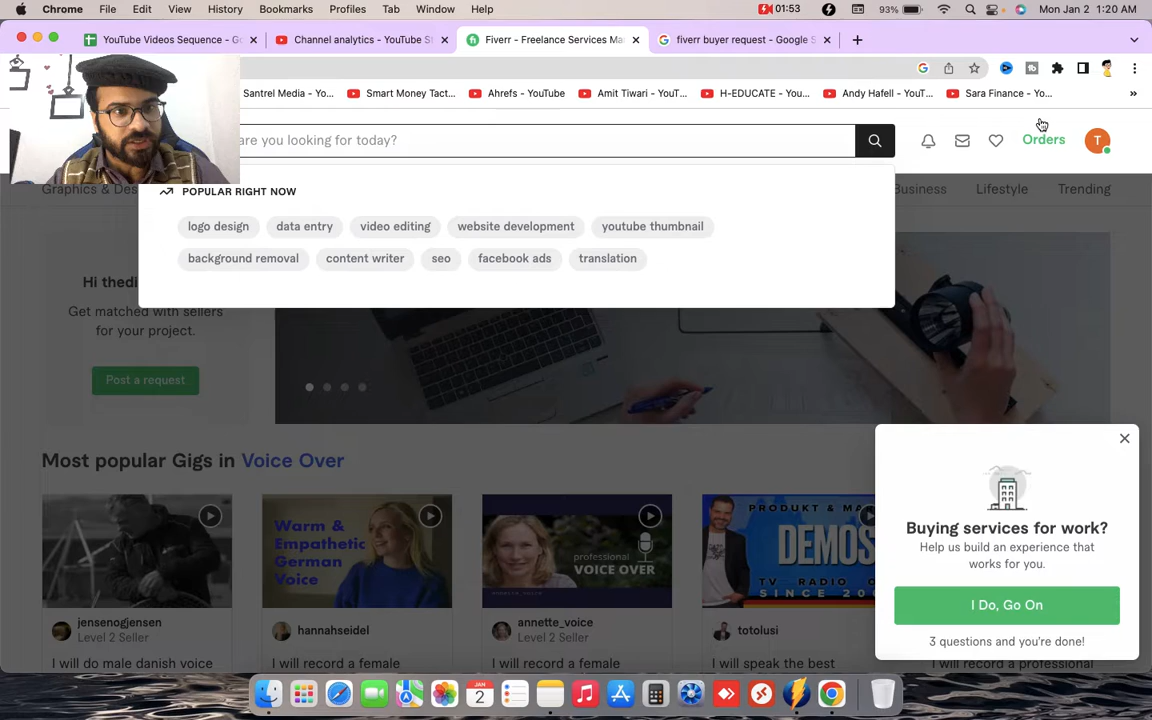 Chrome File Edit View History Bookmarks Profiles Tab Window Help 01:53 93% Mon Jan 2 1:20 AM
YouTube Videos Sequence - Go Channel analytics - YouTube St Fiverr - Freelance Services Ma fiverr buyer request - Google S
Santrel Media - Yo... Smart Money Tact... Ahrefs - YouTube Amit Tiwari - YouT... H-EDUCATE - You... Andy Hafell - YouT... Sara Finance - Yo... »
are you looking for today? Orders T
Graphics & Des Business Lifestyle Trending
POPULAR RIGHT NOW
logo design data entry video editing website development youtube thumbnail
background removal content writer seo facebook ads translation
Hi thedi
Get matched with sellers
for your project.
Post a request
Most popular Gigs in Voice Over
Buying services for work?
Help us build an experience that
works for you.
I Do, Go On
3 questions and you're done!
Warm &
Empathetic
German
Voice
professional
VOICE OVER
PRODUKT & MA
DEMOS
TV RADIO
SINCE 200
jensenogjensen
Level 2 Seller
hannahseidel
annette_voice
Level 2 Seller
totolusi
I will do male danish voice
I will record a female
I will record a female
I will speak the best
I will record a professional
JAN
2